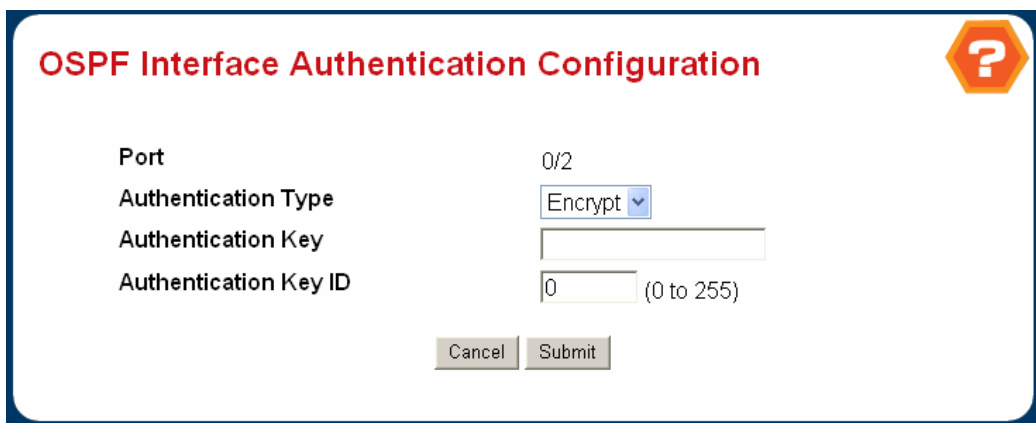 OSPF Interface Authentication Configuration
?
Port 0/2
Authentication Type Encrypt
Authentication Key
Authentication Key ID 0 (0 to 255)
Cancel Submit